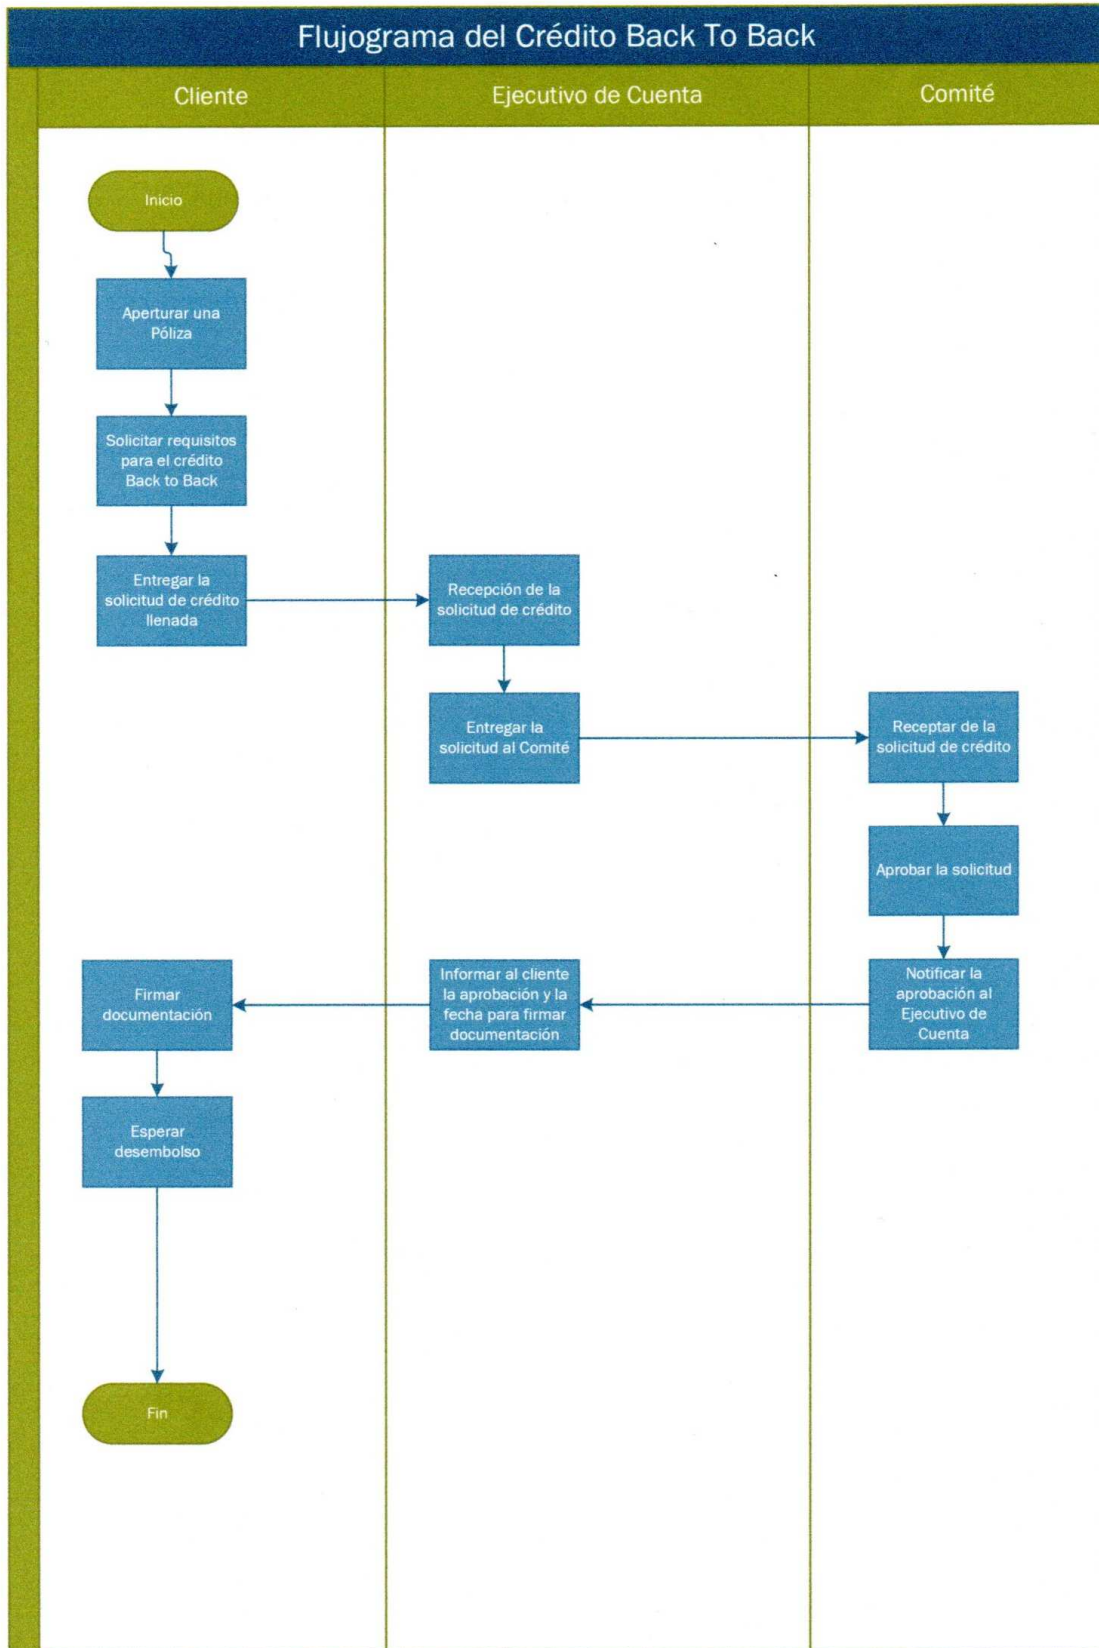 Flujograma del Crédito Back To Back
Cliente
Ejecutivo de Cuenta
Comité
Inicio
Aperturar una
Póliza
Solicitar requisitos
para el crédito
Back to Back
Entregar la
solicitud de crédito
llenada
Recepción de la
solicitud de crédito
Entregar la
solicitud al Comité
Receptar de la
solicitud de crédito
Aprobar la solicitud
Notificar la
aprobación al
Ejecutivo de
Cuenta
Informar al cliente
la aprobación y la
fecha para firmar
documentación
Firmar
documentación
Esperar
desembolso
Fin